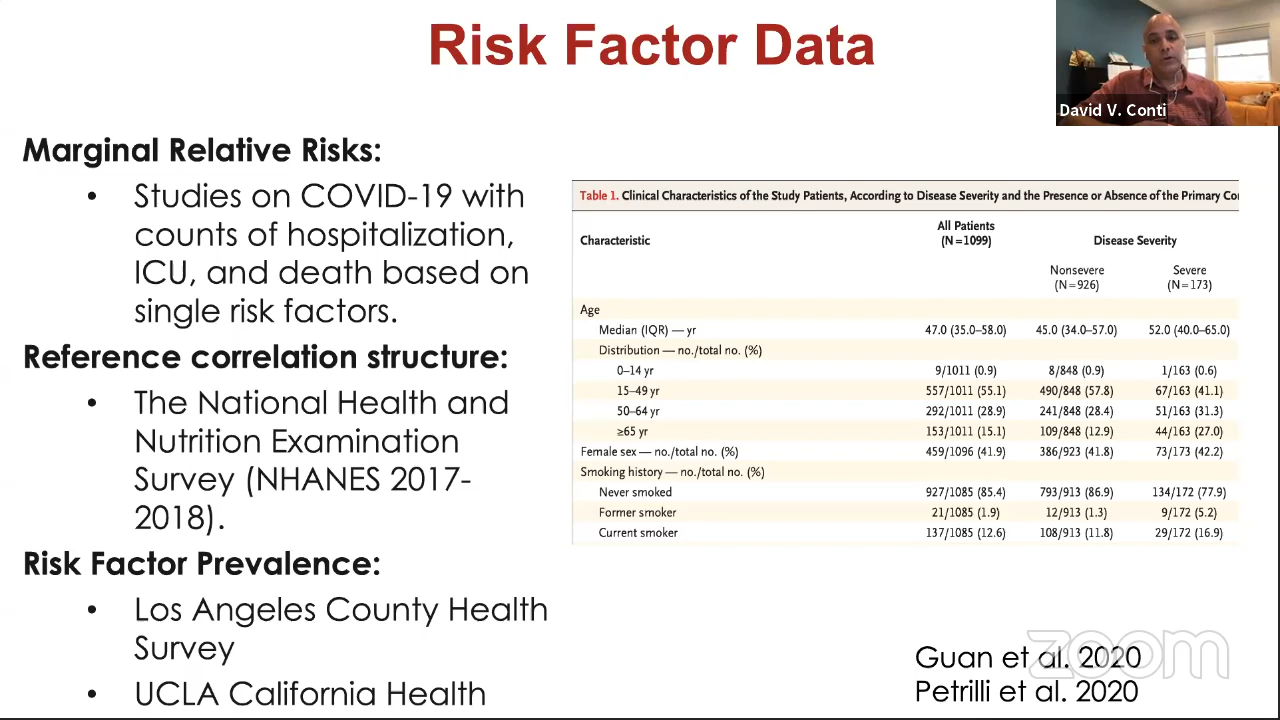 Risk Factor Data
David V. Conti
Marginal Relative Risks:
• Studies on COVID-19 with
counts of hospitalization,
ICU, and death based on
single risk factors.
Reference correlation structure:
• The National Health and
Nutrition Examination
Survey (NHANES 2017-
2018).
Risk Factor Prevalence:
• Los Angeles County Health
Survey
• UCLA California Health
Table 1. Clinical Characteristics of the Study Patients, According to Disease Severity and the Presence or Absence of the Primary
All Patients
(N=1099)
Characteristic
Disease Severity
Nonsevere
(N=926)
Severe
(N=173)
Age
Median (IQR) — yr 47.0 (35.0–58.0) 45.0 (34.0–57.0) 52.0 (40.0–65.0)
Distribution — no./total no. (%)
0–14 yr 9/1011 (0.9) 8/848 (0.9) 1/163 (0.6)
15–49 yr 557/1011 (55.1) 490/848 (57.8) 67/163 (41.1)
50–64 yr 292/1011 (28.9) 241/848 (28.4) 51/163 (31.3)
≥65 yr 153/1011 (15.1) 109/848 (12.9) 44/163 (27.0)
Female sex — no./total no. (%) 459/1096 (41.9) 386/923 (41.8) 73/173 (42.2)
Smoking history — no./total no. (%)
Never smoked 927/1085 (85.4) 793/913 (86.9) 134/172 (77.9)
Former smoker 21/1085 (1.9) 12/913 (1.3) 9/172 (5.2)
Current smoker 137/1085 (12.6) 108/913 (11.8) 29/172 (16.9)
Guan et al. 2020
Petrilli et al. 2020
zoom